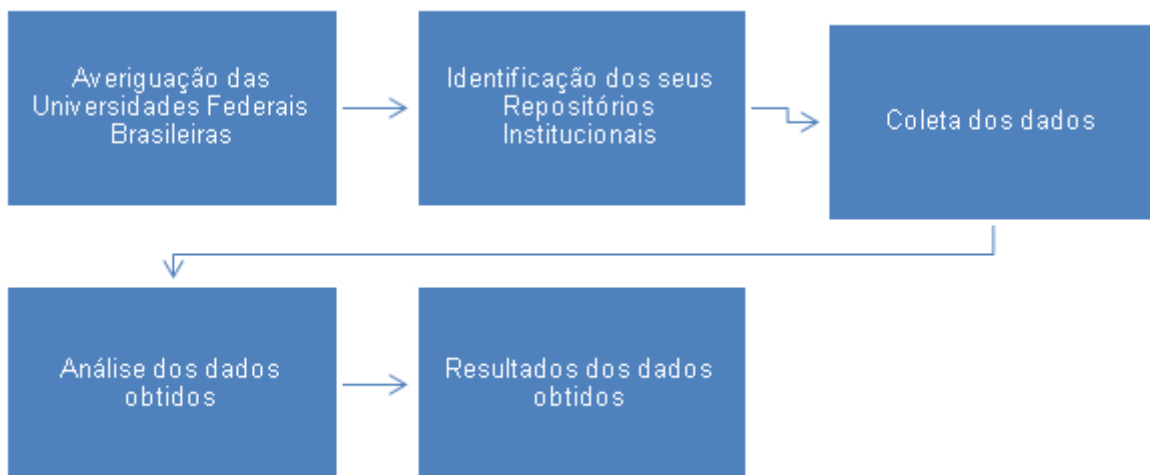 Averiguação das
Universidades Federais
Brasileiras
Identificação dos seus
Repositórios
Institucionais
Coleta dos dados
Análise dos dados
obtidos
Resultados dos dados
obtidos